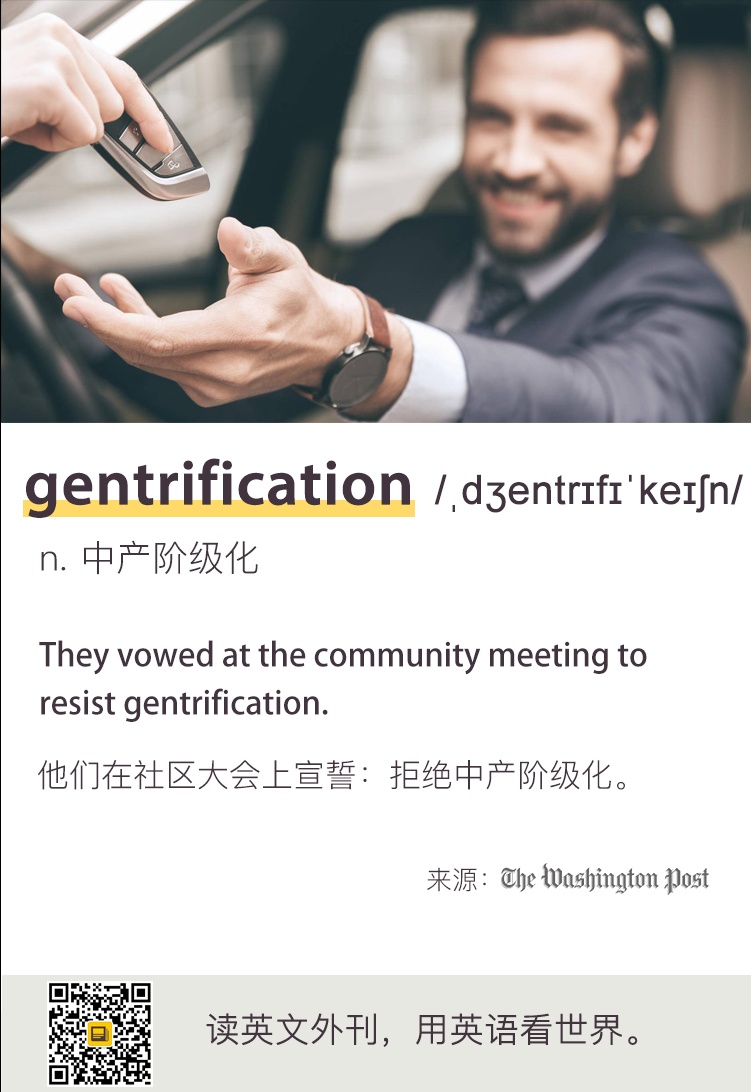 gentrification /ˌdʒentrɪfɪˈkeɪʃn/
n. 中产阶级化
They vowed at the community meeting to
resist gentrification.
他们在社区大会上宣誓：拒绝中产阶级化。
来源：The Washington Post
读英文外刊，用英语看世界。